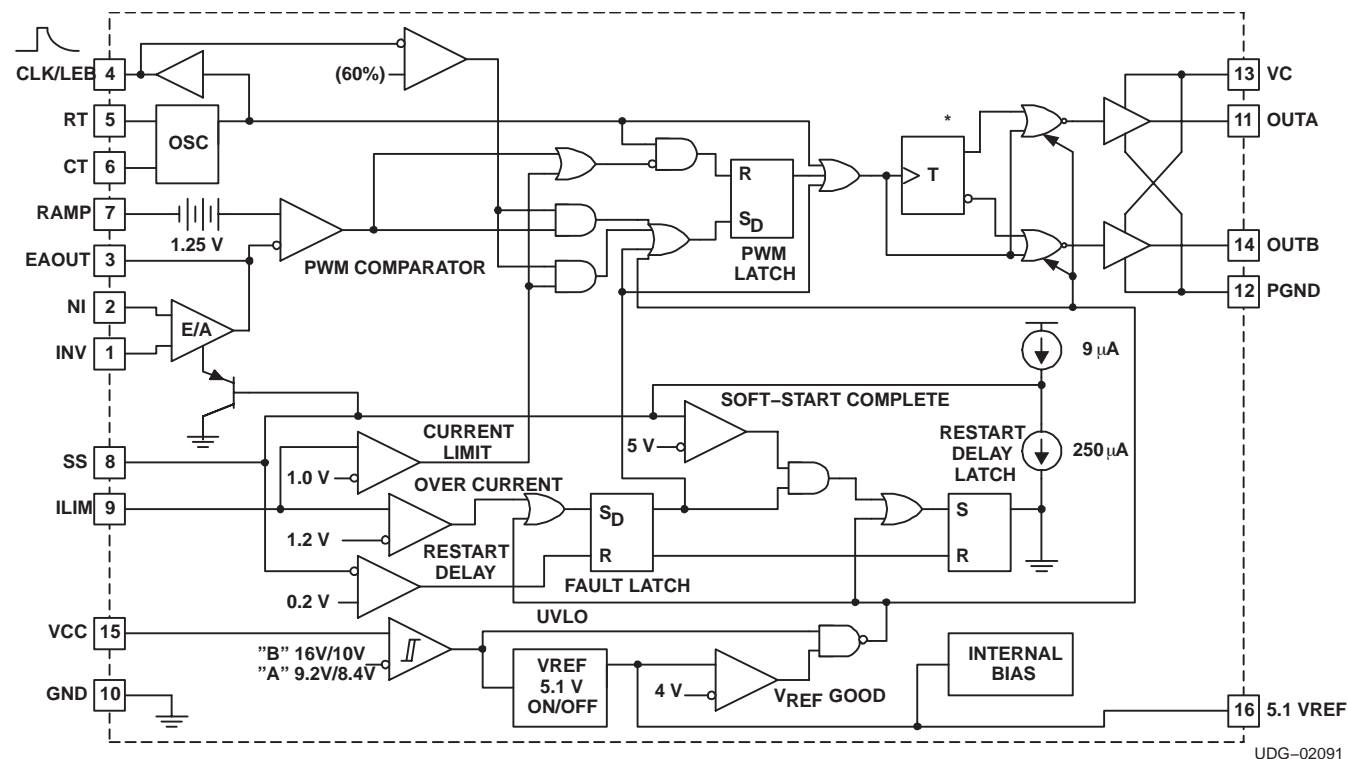 CLK/LEB 4
(60%)
13 VC
RT 5
OSC
*
11 OUTA
CT 6
R
T
RAMP 7
SD
1.25 V
PWM COMPARATOR
PWM
LATCH
14 OUTB
EAOUT 3
NI 2
E/A
12 PGND
INV 1
9 µA
SOFT–START COMPLETE
CURRENT
LIMIT
5 V
RESTART
DELAY
LATCH
250 µA
SS 8
1.0 V
OVER CURRENT
ILIM 9
SD
S
1.2 V
RESTART
DELAY
R
R
FAULT LATCH
0.2 V
UVLO
VCC 15
”B” 16V/10V
”A” 9.2V/8.4V
VREF
5.1 V
ON/OFF
4 V
VREF GOOD
INTERNAL
BIAS
GND 10
16 5.1 VREF
UDG–02091